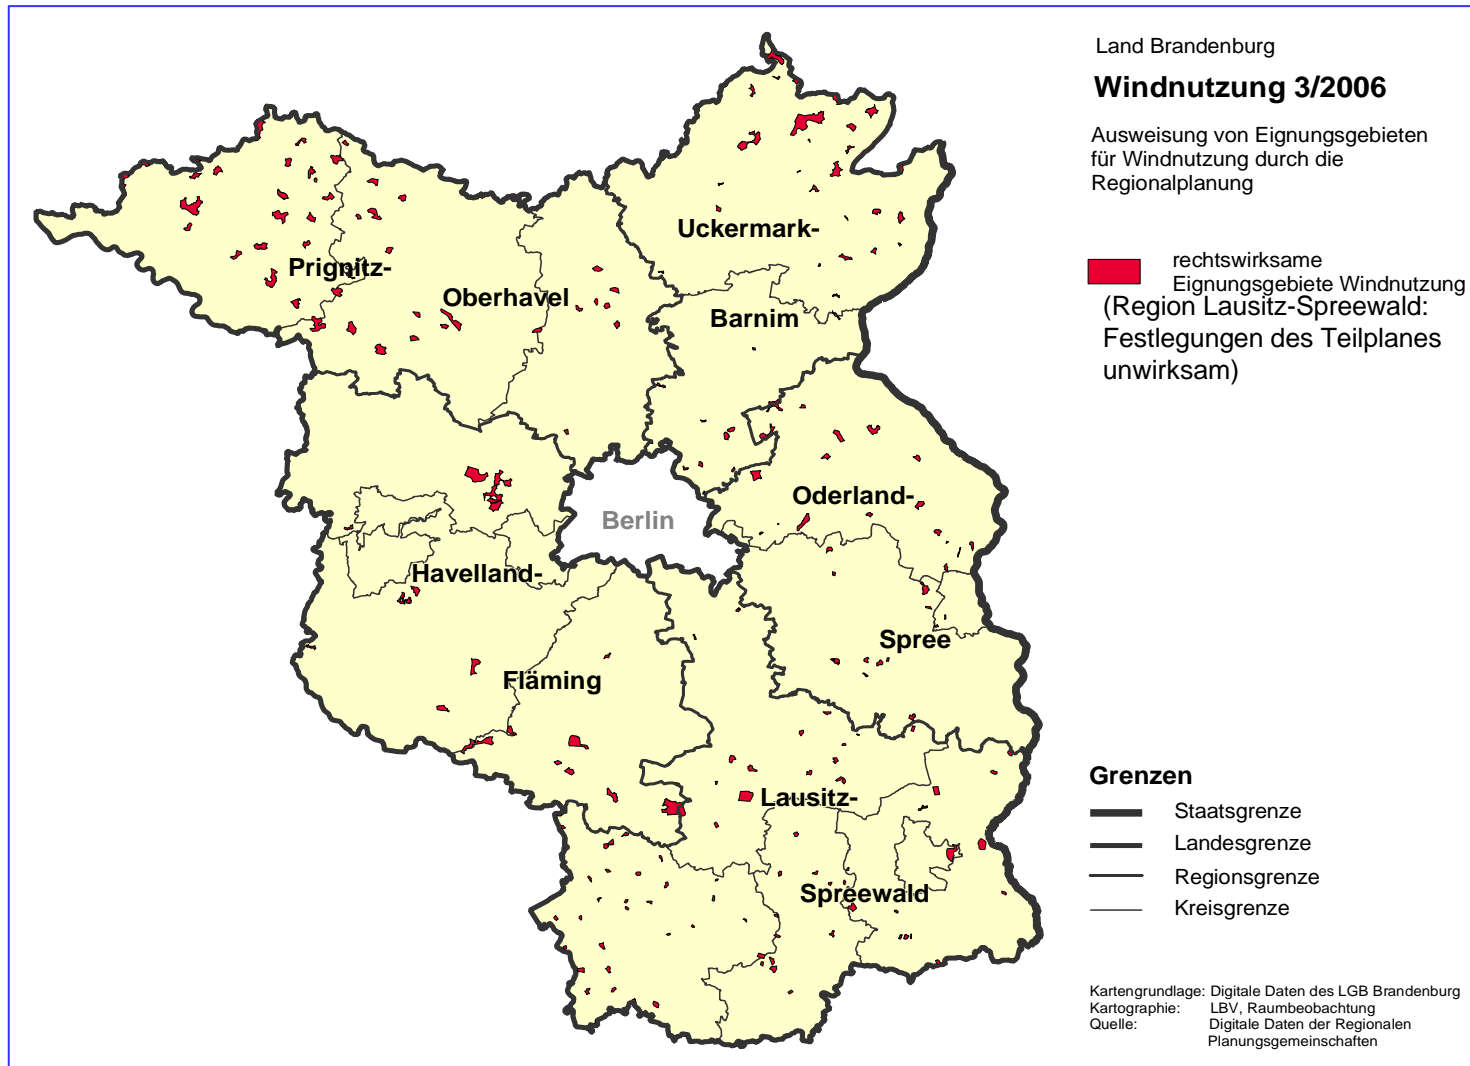 Land Brandenburg
Windnutzung 3/2006
Ausweisung von Eignungsgebieten
für Windnutzung durch die
Regionalplanung
rechtswirksame
Eignungsgebiete Windnutzung
(Region Lausitz-Spreewald:
Festlegungen des Teilplanes
unwirksam)
Uckermark-
Barnim
Prignitz-
Oberhavel
Oderland-
Spree
Berlin
Havelland-
Fläming
Lausitz-
Spreewald
Grenzen
Staatsgrenze
Landesgrenze
Regionsgrenze
Kreisgrenze
Kartengrundlage: Digitale Daten des LGB Brandenburg
Kartographie: LBV, Raumbeobachtung
Quelle: Digitale Daten der Regionalen
Planungsgemeinschaften